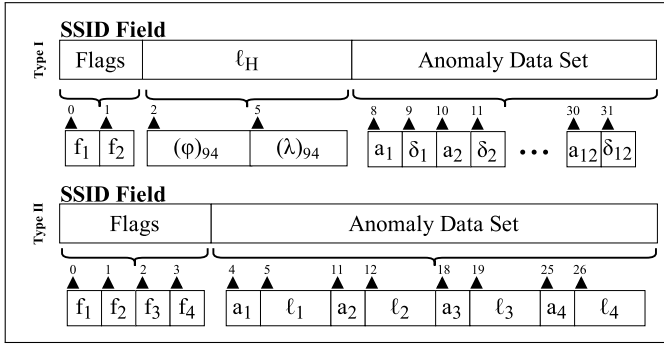 SSID Field
Type I
Flags ℓH Anomaly Data Set
0 1 2 5 8 9 10 11 30 31
f1 f2 (φ)94 (λ)94 a1 δ1 a2 δ2 ••• a12 δ12
SSID Field
Type II
Flags Anomaly Data Set
0 1 2 3 4 5 11 12 18 19 25 26
f1 f2 f3 f4 a1 ℓ1 a2 ℓ2 a3 ℓ3 a4 ℓ4